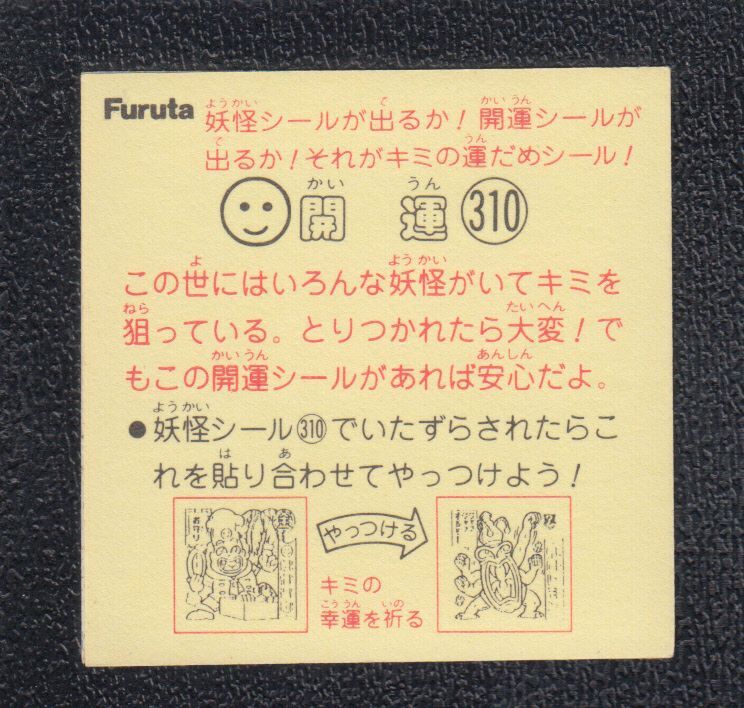 Furuta
妖怪シールが出るか！開運シールが
出るか！それがキミの運だめシール！
開運 310
この世にはいろんな妖怪がいてキミを
狙っている。とりつかれたら大変！で
もこの開運シールがあれば安心だよ。
●妖怪シール310でいたずらされたらこ
れを貼り合わせてやっつけよう！
やっつける
キミの
幸運を祈る